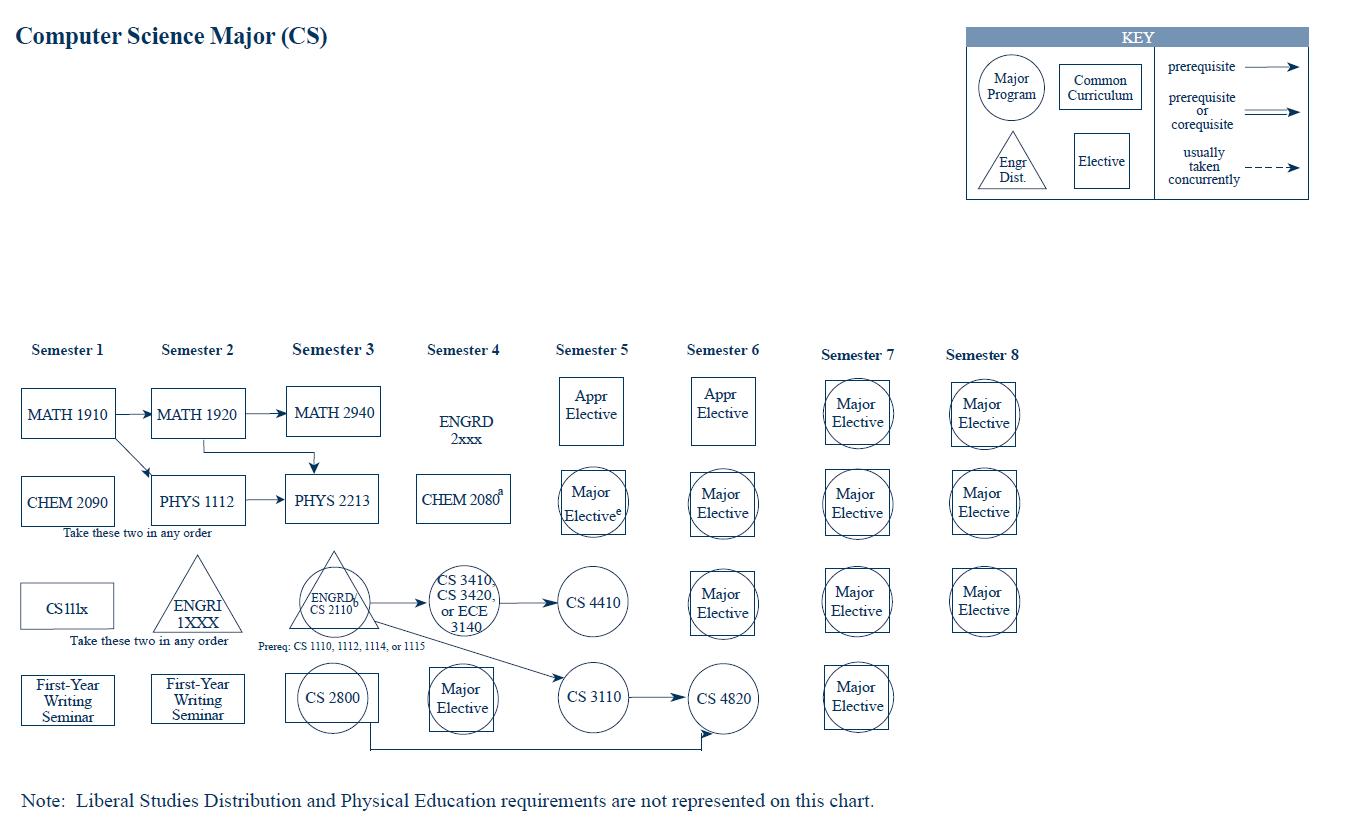 Computer Science Major (CS)
KEY
Major
Program
Common
Curriculum
Engr
Dist.
Elective
prerequisite
prerequisite
or
corequisite
usually
taken
concurrently
Semester 1
Semester 2
Semester 3
Semester 4
Semester 5
Semester 6
Semester 7
Semester 8
MATH 1910
MATH 1920
MATH 2940
ENGRD
2xxx
Appr
Elective
Appr
Elective
Major
Elective
Major
Elective
CHEM 2090
PHYS 1112
PHYS 2213
CHEM 2080a
Major
Electivee
Major
Elective
Major
Elective
Major
Elective
Take these two in any order
CS111x
ENGRI
1XXX
ENGRD/
CS 2110b
CS 3410,
CS 3420,
or ECE
3140
CS 4410
Major
Elective
Major
Elective
Major
Elective
Take these two in any order
Prereq: CS 1110, 1112, 1114, or 1115
First-Year
Writing
Seminar
First-Year
Writing
Seminar
CS 2800
Major
Elective
CS 3110
CS 4820
Major
Elective
Note: Liberal Studies Distribution and Physical Education requirements are not represented on this chart.